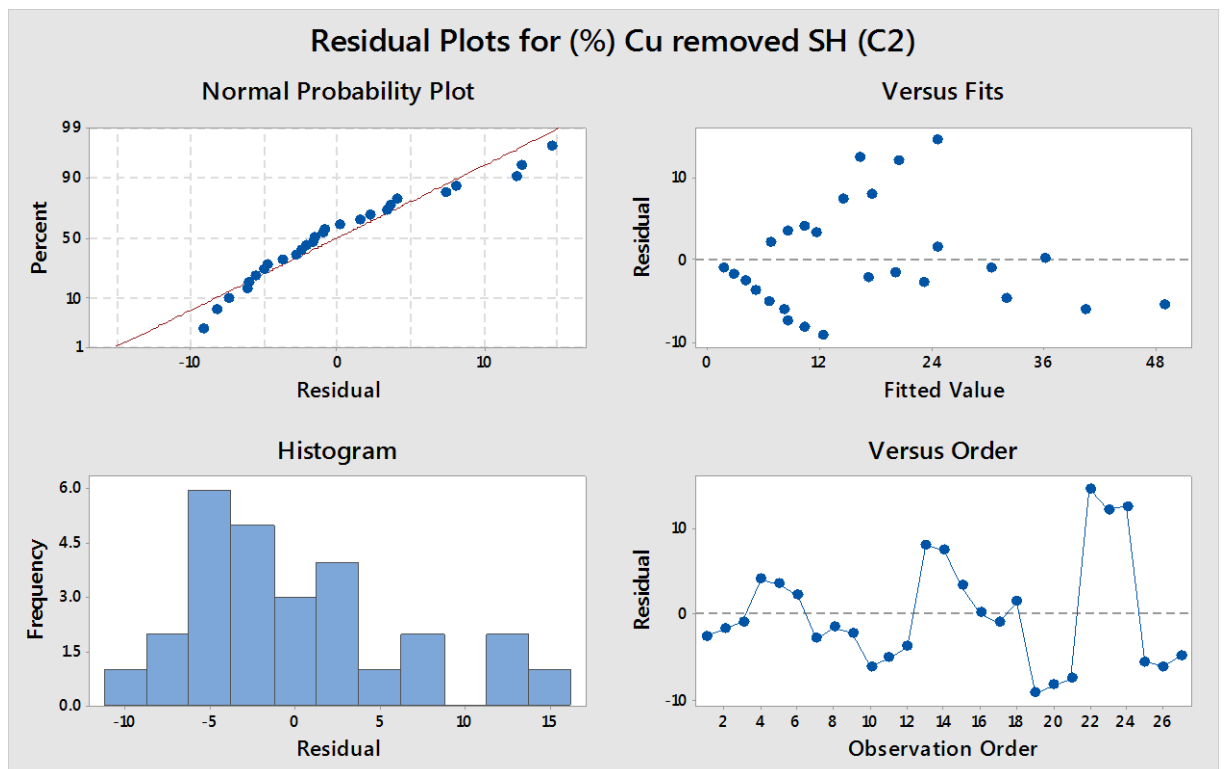 Residual Plots for (%) Cu removed SH (C2)
Normal Probability Plot
99
90
50
10
1
Percent
-10 0 10
Residual
Versus Fits
10
0
-10
Residual
0 12 24 36 48
Fitted Value
Histogram
6.0
4.5
3.0
1.5
0.0
Frequency
-10 -5 0 5 10 15
Residual
Versus Order
10
0
-10
Residual
2 4 6 8 10 12 14 16 18 20 22 24 26
Observation Order